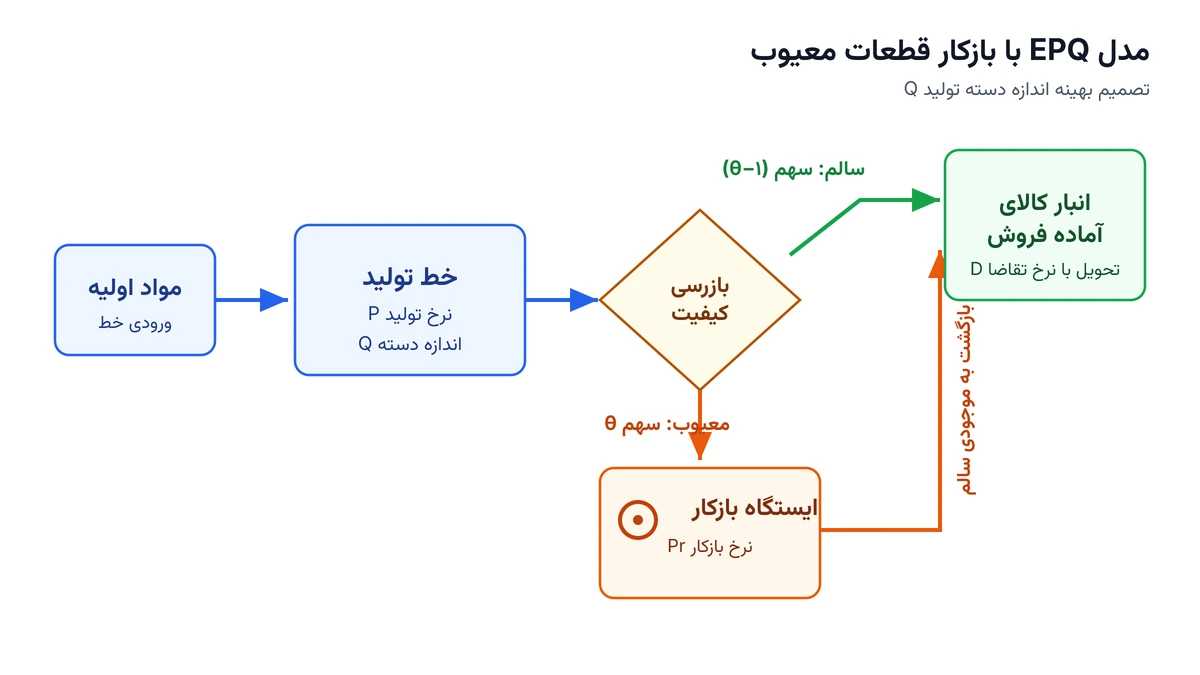 مدل EPQ با بازکار قطعات معیوب
تصمیم بهینه اندازه دسته تولید Q
سالم: سهم (۱−θ)
انبار کالای
آماده فروش
تحویل با نرخ تقاضا D
بازرسی
کیفیت
خط تولید
نرخ تولید P
اندازه دسته Q
مواد اولیه
ورودی خط
معیوب: سهم θ
بازگشت به موجودی سالم
ایستگاه بازکار
نرخ بازکار Pr